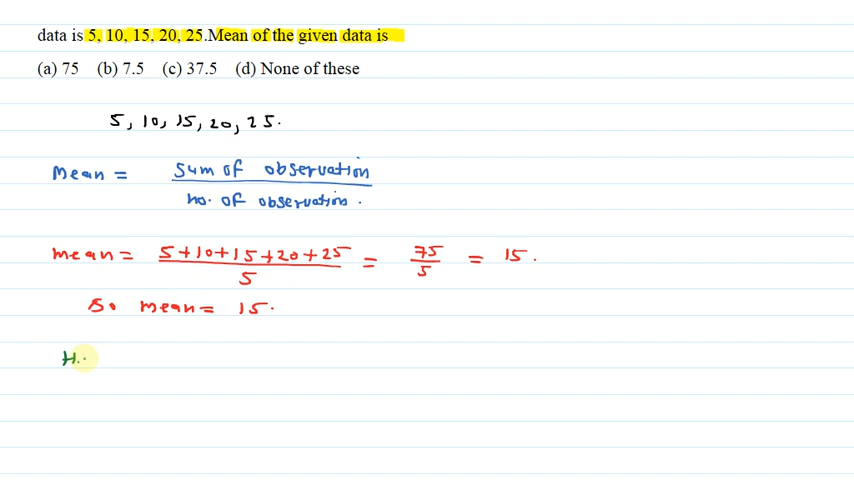 data is 5, 10, 15, 20, 25.Mean of the given data is
(a) 75 (b) 7.5 (c) 37.5 (d) None of these
5, 10, 15, 20, 25.
Mean = sum of observation
no. of observation.
mean = 5+10+15+20+25 = 75 = 15.
5 5
So mean = 15.
H..